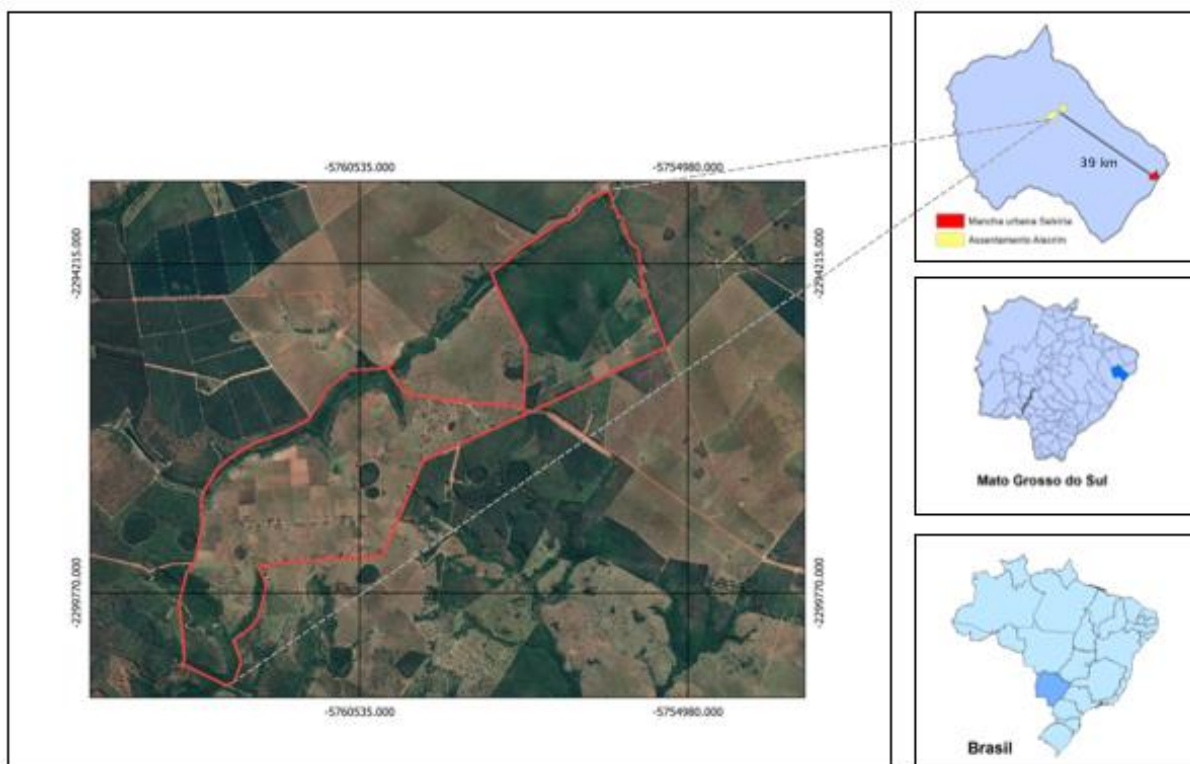 -5760535.000
-5754980.000
-2294215.000
-2294215.000
-2299770.000
-2299770.000
-5760535.000
-5754980.000
39 km
Mancha urbana Selvíria
Assentamento Alecrim
Mato Grosso do Sul
Brasil